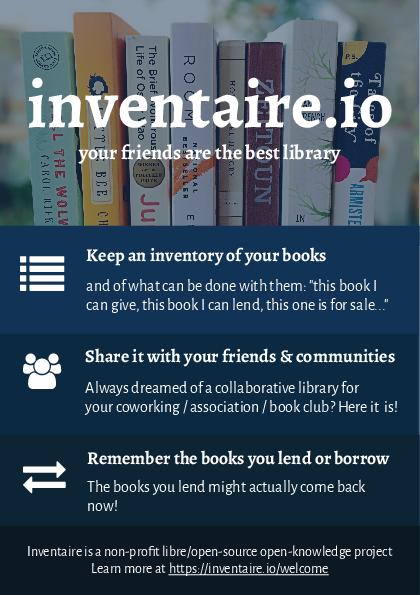 inventaire.io
your friends are the best library
Keep an inventory of your books
and of what can be done with them: "this book I
can give, this book I can lend, this one is for sale..."
Share it with your friends & communities
Always dreamed of a collaborative library for
your coworking / association / book club? Here it is!
Remember the books you lend or borrow
The books you lend might actually come back
now!
Inventaire is a non-profit libre/open-source open-knowledge project
Learn more at https://inventaire.io/welcome